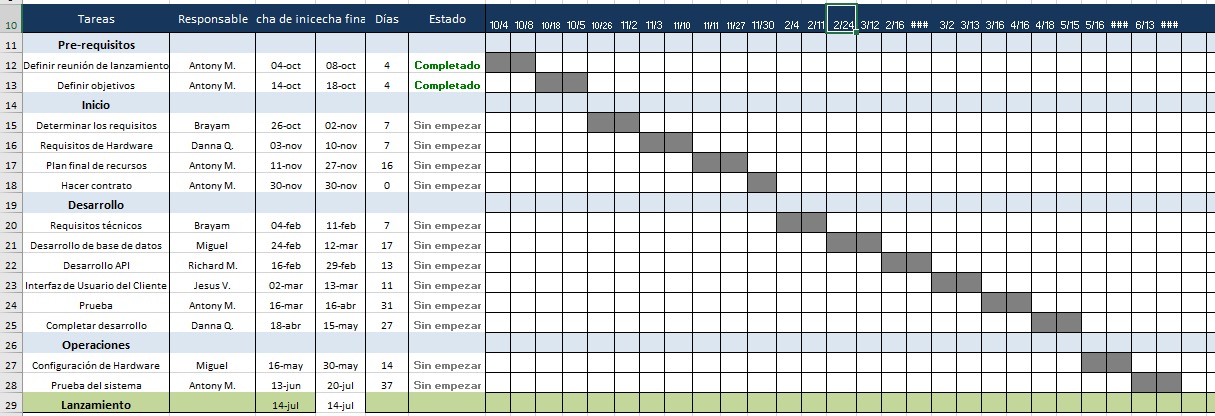 10 Tareas Responsable cha de inicecha fina Días Estado 10/4 10/8 10/18 10/5 10/26 11/2 11/3 11/10 11/11 11/27 11/30 2/4 2/11 2/24 3/12 2/16 ### 3/2 3/13 3/16 4/16 4/18 5/15 5/16 ### 6/13 ###
11 Pre-requisitos
12 Definir reunión de lanzamiento Antony M. 04-oct 08-oct 4 Completado
13 Definir objetivos Antony M. 14-oct 18-oct 4 Completado
14 Inicio
15 Determinar los requisitos Brayam 26-oct 02-nov 7 Sin empezar
16 Requisitos de Hardware Danna Q. 03-nov 10-nov 7 Sin empezar
17 Plan final de recursos Antony M. 11-nov 27-nov 16 Sin empezar
18 Hacer contrato Antony M. 30-nov 30-nov 0 Sin empezar
19 Desarrollo
20 Requisitos técnicos Brayam 04-feb 11-feb 7 Sin empezar
21 Desarrollo de base de datos Miguel 24-feb 12-mar 17 Sin empezar
22 Desarrollo API Richard M. 16-feb 29-feb 13 Sin empezar
23 Interfaz de Usuario del Cliente Jesus V. 02-mar 13-mar 11 Sin empezar
24 Prueba Antony M. 16-mar 16-abr 31 Sin empezar
25 Completar desarrollo Danna Q. 18-abr 15-may 27 Sin empezar
26 Operaciones
27 Configuración de Hardware Miguel 16-may 30-may 14 Sin empezar
28 Prueba del sistema Antony M. 13-jun 20-jul 37 Sin empezar
29 Lanzamiento 14-jul 14-jul